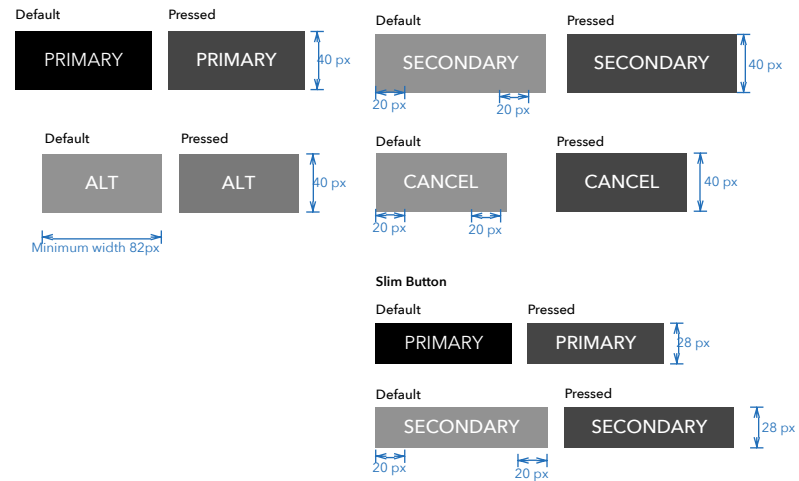 Default Pressed
PRIMARY PRIMARY 40 px
Default Pressed
SECONDARY SECONDARY 40 px
20 px 20 px
Default Pressed
ALT ALT 40 px
Minimum width 82px
Default Pressed
CANCEL CANCEL 40 px
20 px 20 px
Slim Button
Default Pressed
PRIMARY PRIMARY 28 px
Default Pressed
SECONDARY SECONDARY 28 px
20 px 20 px